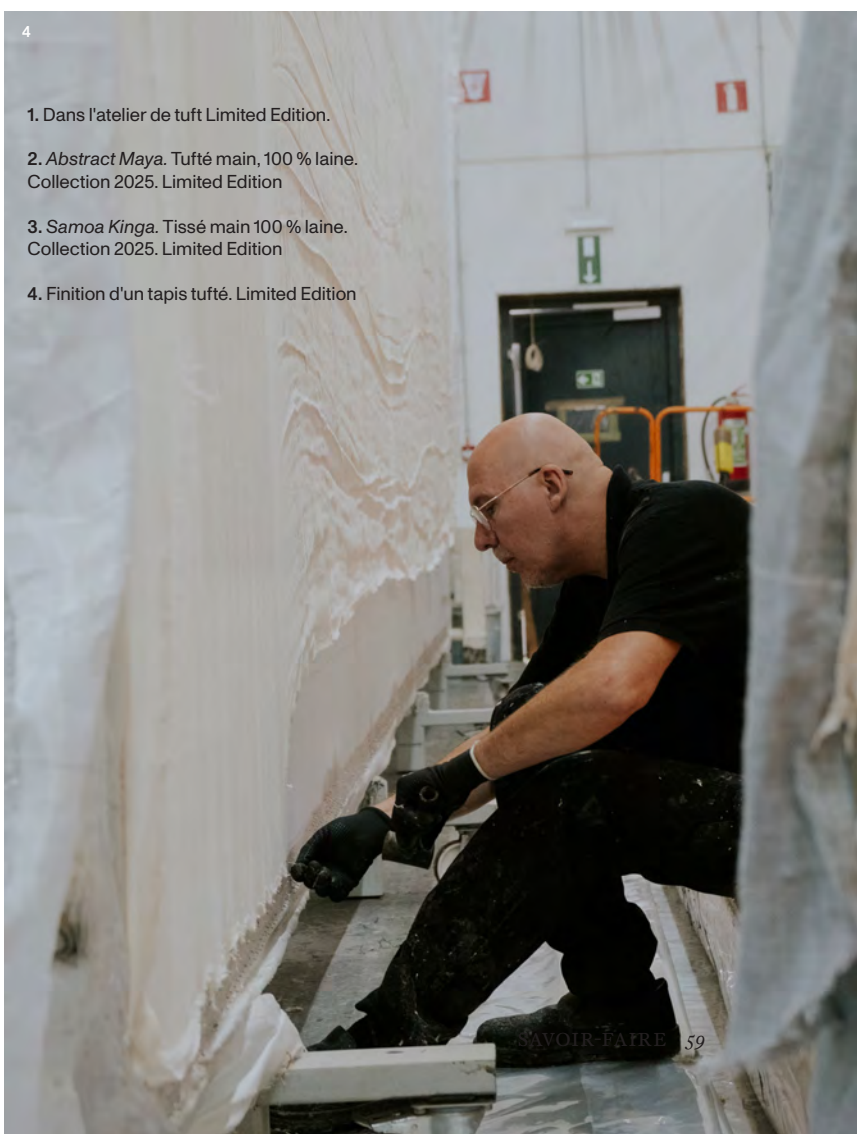 4
1. Dans l'atelier de tuft Limited Edition.
2. Abstract Maya. Tufté main, 100 % laine.
Collection 2025. Limited Edition
3. Samoa Kinga. Tissé main 100 % laine.
Collection 2025. Limited Edition
4. Finition d'un tapis tufté. Limited Edition
SAVOIR-FAIRE 59